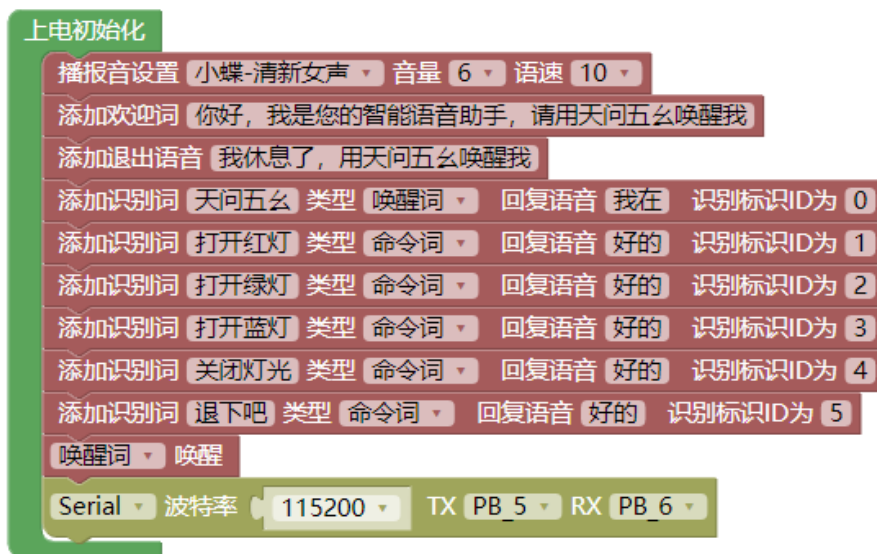 上电初始化
播报音设置 小蝶-清新女声 音量 6 语速 10
添加欢迎词 你好，我是您的智能语音助手，请用天问五幺唤醒我
添加退出语音 我休息了，用天问五幺唤醒我
添加识别词 天问五幺 类型 唤醒词 回复语音 我在 识别标识ID为 0
添加识别词 打开红灯 类型 命令词 回复语音 好的 识别标识ID为 1
添加识别词 打开绿灯 类型 命令词 回复语音 好的 识别标识ID为 2
添加识别词 打开蓝灯 类型 命令词 回复语音 好的 识别标识ID为 3
添加识别词 关闭灯光 类型 命令词 回复语音 好的 识别标识ID为 4
添加识别词 退下吧 类型 命令词 回复语音 好的 识别标识ID为 5
唤醒词 唤醒
Serial 波特率 115200 TX PB_5 RX PB_6